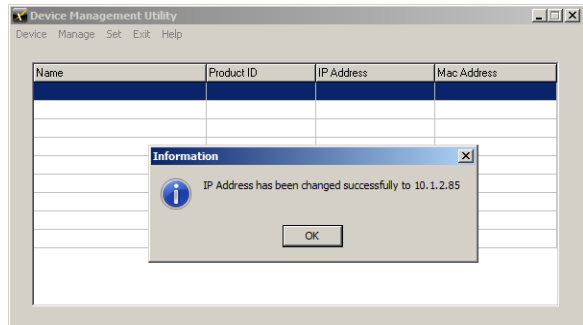 Device Management Utility
Device Manage Set Exit Help
Name Product ID IP Address Mac Address
Information
IP Address has been changed successfully to 10.1.2.85
OK